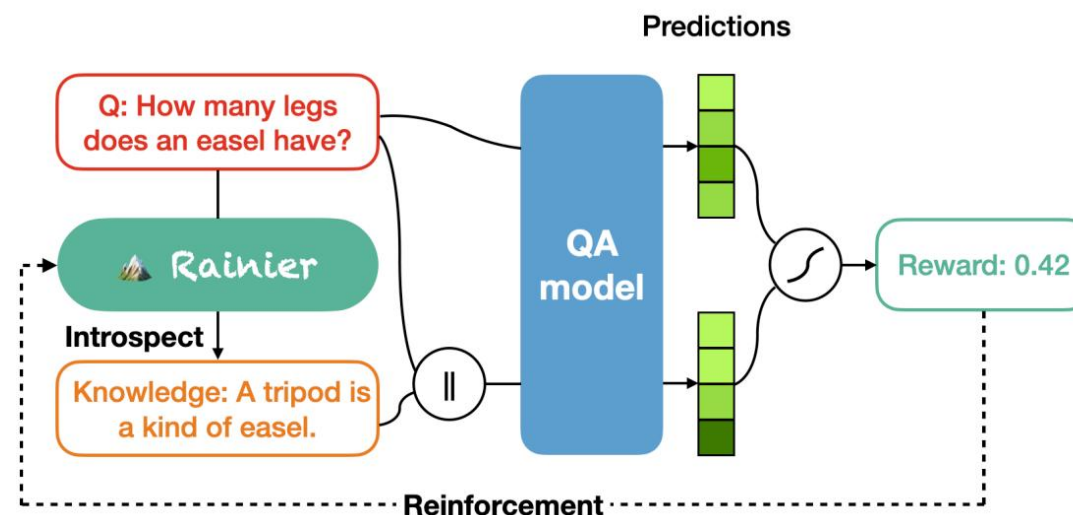 Predictions
Q: How many legs
does an easel have?
Rainier
Introspect
Knowledge: A tripod is
a kind of easel.
||
QA
model
Reward: 0.42
Reinforcement